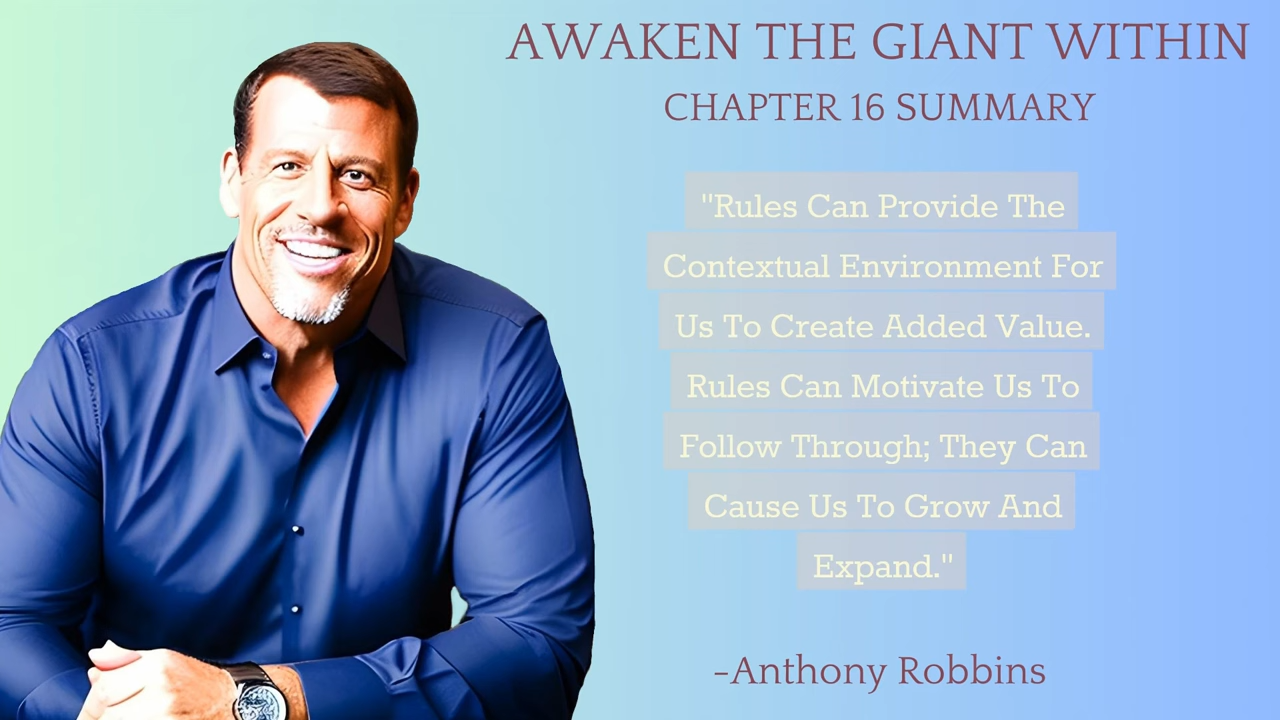 AWAKEN THE GIANT WITHIN
CHAPTER 16 SUMMARY
"Rules Can Provide The
Contextual Environment For
Us To Create Added Value.
Rules Can Motivate Us To
Follow Through; They Can
Cause Us To Grow And
Expand."
-Anthony Robbins